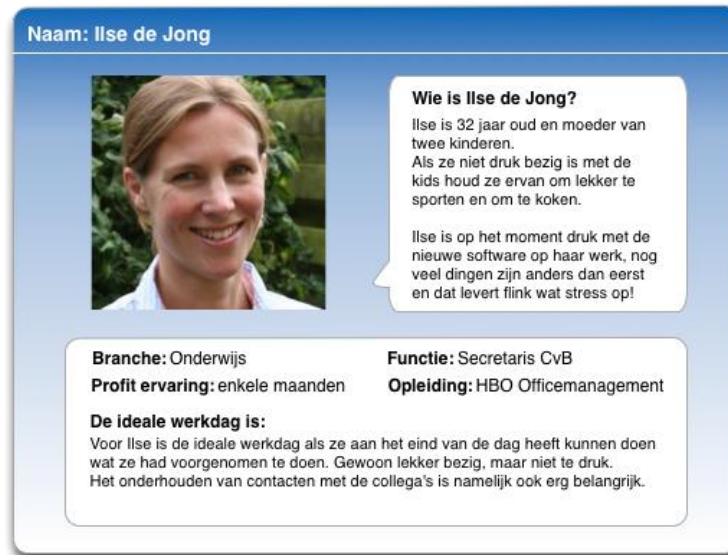 Naam: Ilse de Jong
Wie is Ilse de Jong?
Ilse is 32 jaar oud en moeder van
twee kinderen.
Als ze niet druk bezig is met de
kids houd ze ervan om lekker te
sporten en om te koken.
Ilse is op het moment druk met de
nieuwe software op haar werk, nog
veel dingen zijn anders dan eerst
en dat levert flink wat stress op!
Branche: Onderwijs
Functie: Secretaris CvB
Profit ervaring: enkele maanden
Opleiding: HBO Officemanagement
De ideale werkdag is:
Voor Ilse is de ideale werkdag als ze aan het eind van de dag heeft kunnen doen
wat ze had voorgenomen te doen. Gewoon lekker bezig, maar niet te druk.
Het onderhouden van contacten met de collega's is namelijk ook erg belangrijk.